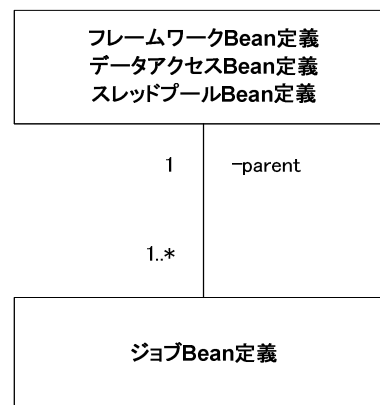 フレームワークBean定義
データアクセスBean定義
スレッドプールBean定義
1
-parent
1..*
ジョブBean定義